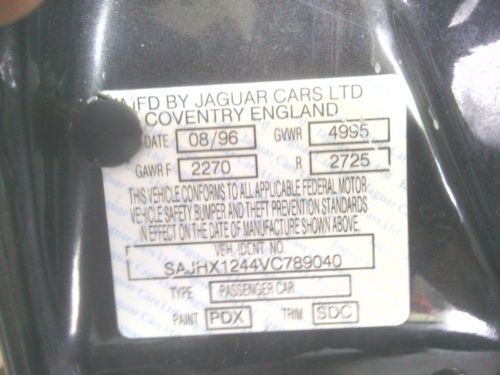 MNFD BY JAGUAR CARS LTD
COVENTRY ENGLAND
DATE 08/96 GVWR 4995
GAWR F 2270 R 2725
THIS VEHICLE CONFORMS TO ALL APPLICABLE FEDERAL MOTOR
VEHICLE SAFETY BUMPER AND THEFT PREVENTION STANDARDS
IN EFFECT ON THE DATE OF MANUFACTURE SHOWN ABOVE.
VEH. IDENT. NO.
SAJHX1244VC789040
TYPE PASSENGER CAR
PAINT PDX TRIM SDC